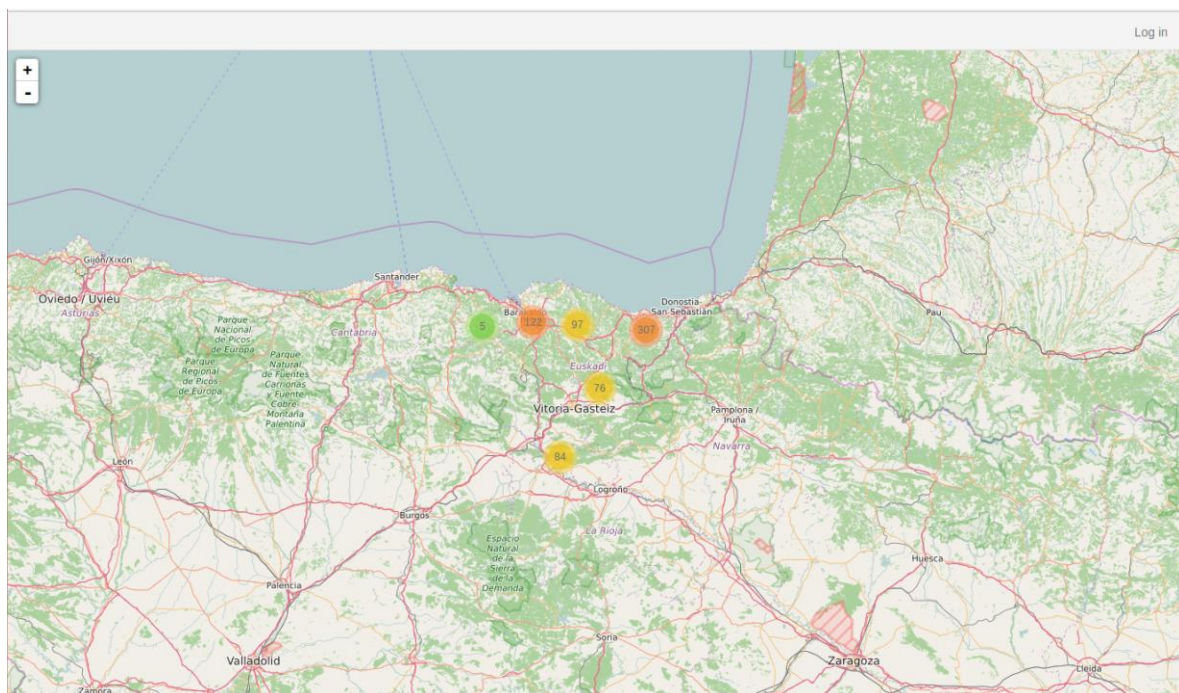 Log in
+
-
Gijón/Xixón
Santander
Oviedo / Uviéu
Asturias
Donostia-
San Sebastián
Parque
Nacional
de Picos
de Europa
Cantabria
5
122
97
307
Pau
Parque
Regional
de Picos
de Europa
Parque
Natural
de Fuentes
Carrionas
y Fuente
Cobre-
Montaña
Palentina
Euskadi
76
Vitoria-Gasteiz
Pamplona /
Iruña
Navarra
León
84
Logroño
Burgos
La Rioja
Espacio
Natural
de la
Sierra
de la
Demanda
Huesca
Palencia
Soria
Valladolid
Zaragoza
Lleida
Zamora